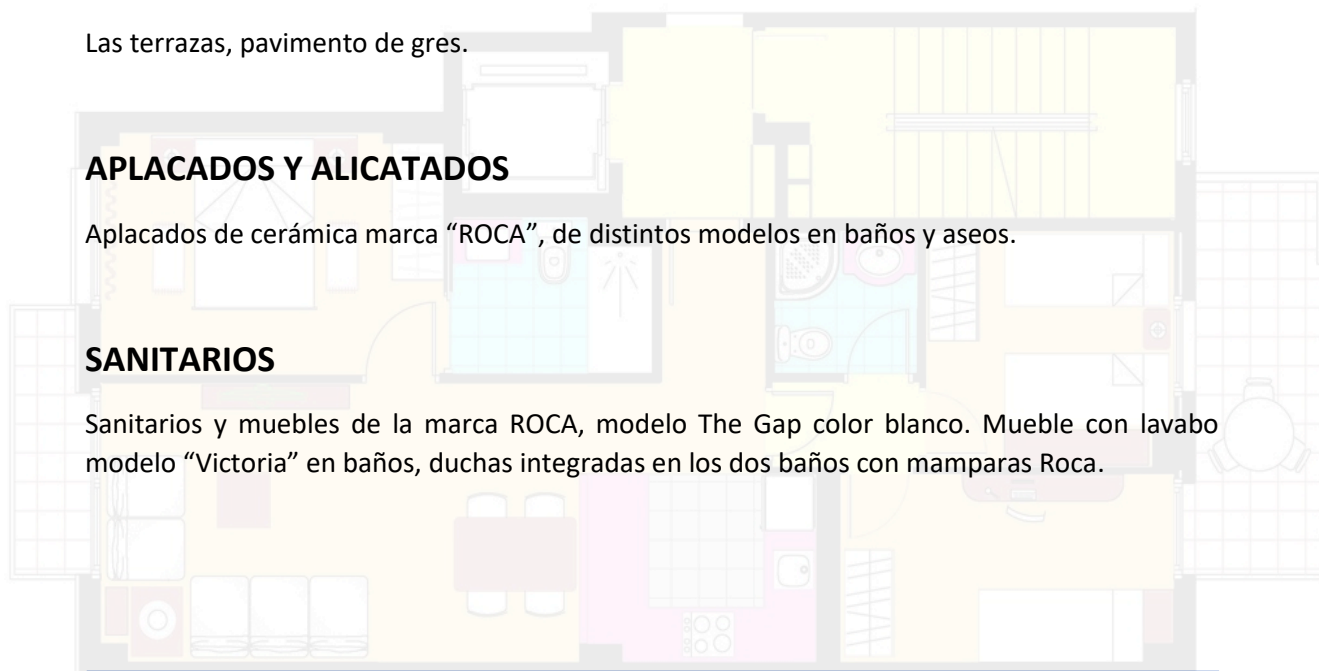 Las terrazas, pavimento de gres.
APLACADOS Y ALICATADOS
Aplacados de cerámica marca “ROCA”, de distintos modelos en baños y aseos.
SANITARIOS
Sanitarios y muebles de la marca ROCA, modelo The Gap color blanco. Mueble con lavabo
modelo “Victoria” en baños, duchas integradas en los dos baños con mamparas Roca.